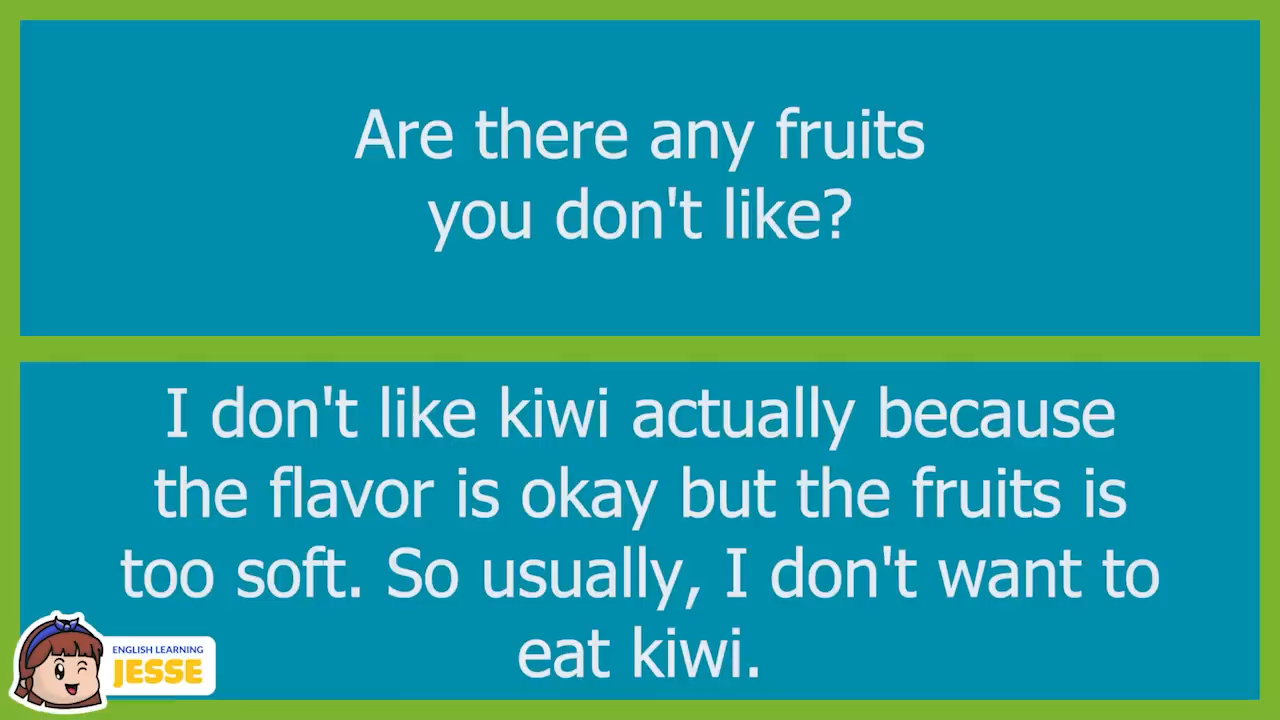 Are there any fruits
you don't like?
I don't like kiwi actually because
the flavor is okay but the fruits is
too soft. So usually, I don't want to
eat kiwi.
ENGLISH LEARNING
JESSE